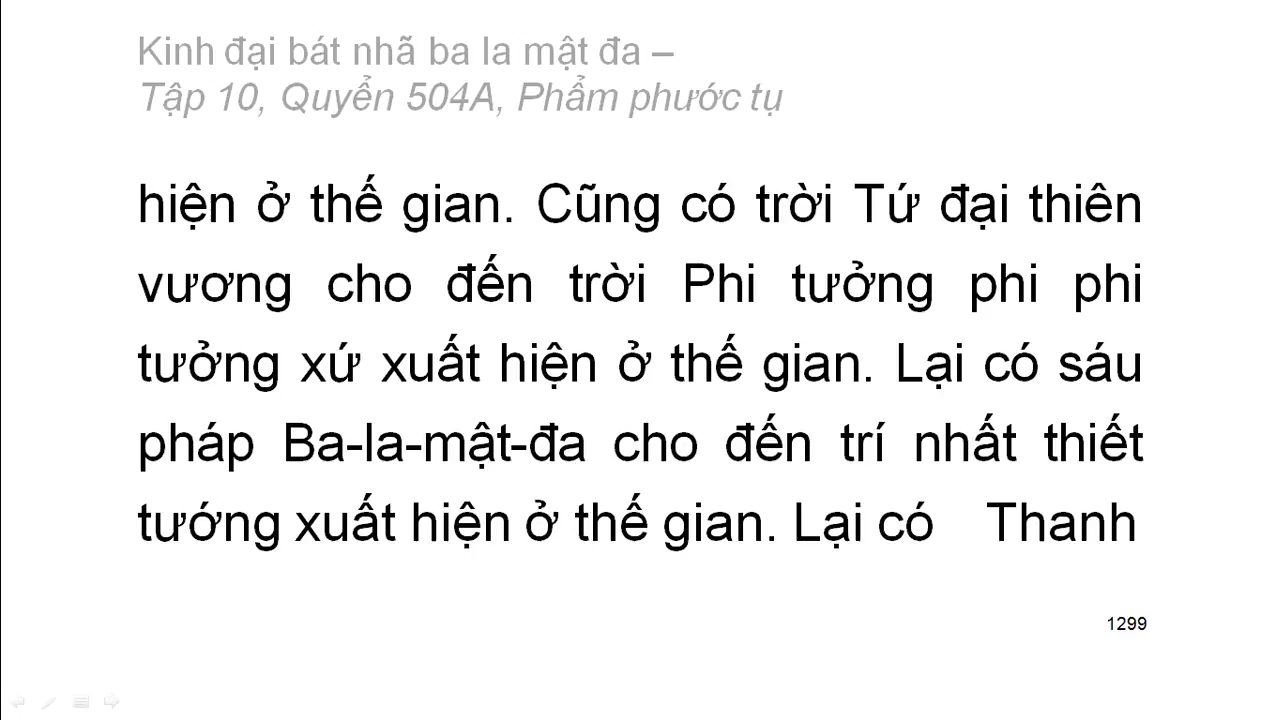 Kinh đại bát nhã ba la mật đa –
Tập 10, Quyển 504A, Phẩm phước tụ
hiện ở thế gian. Cũng có trời Tứ đại thiên
vương cho đến trời Phi tưởng phi phi
tưởng xứ xuất hiện ở thế gian. Lại có sáu
pháp Ba-la-mật-đa cho đến trí nhất thiết
tướng xuất hiện ở thế gian. Lại có Thanh
1299